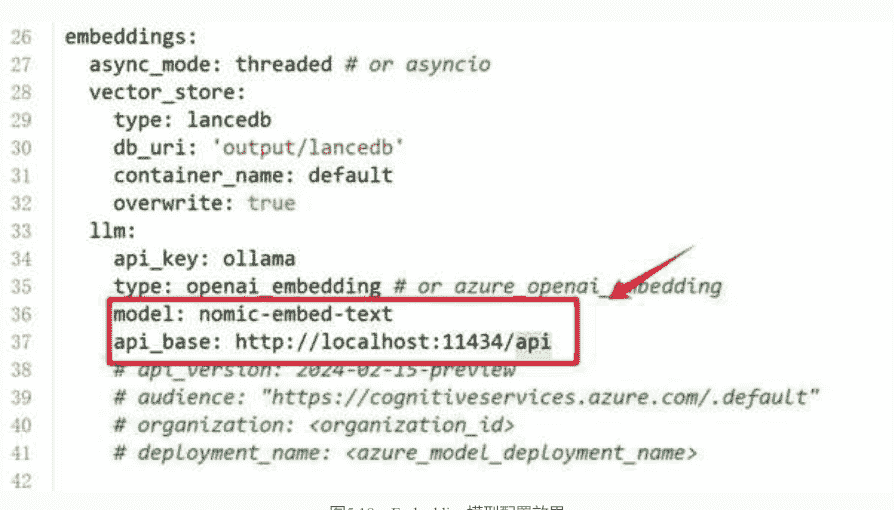 26 embeddings:
27 async_mode: threaded # or asyncio
28 vector_store:
29 type: lancedb
30 db_uri: 'output/lancedb'
31 container_name: default
32 overwrite: true
33 llm:
34 api_key: ollama
35 type: openai_embedding # or azure_openai_embedding
36 model: nomic-embed-text
37 api_base: http://localhost:11434/api
38 # api_version: 2024-02-15-preview
39 # audience: "https://cognitiveservices.azure.com/.default"
40 # organization: <organization_id>
41 # deployment_name: <azure_model_deployment_name>
42